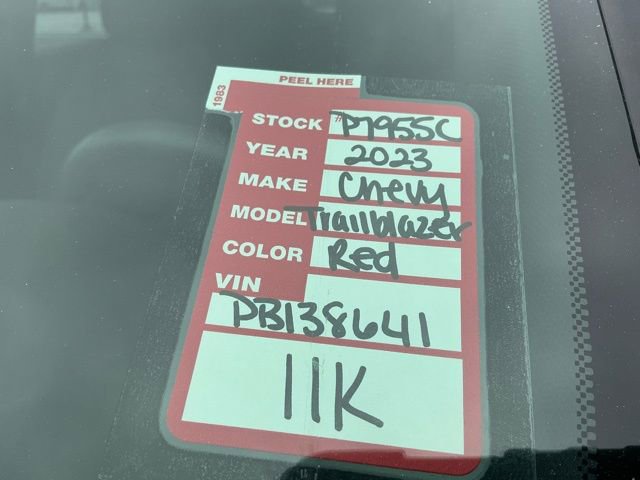 PEEL HERE
1983
STOCK # P7955C
YEAR 2023
MAKE Chevy
MODEL Trailblazer
COLOR Red
VIN
PB138641
11K